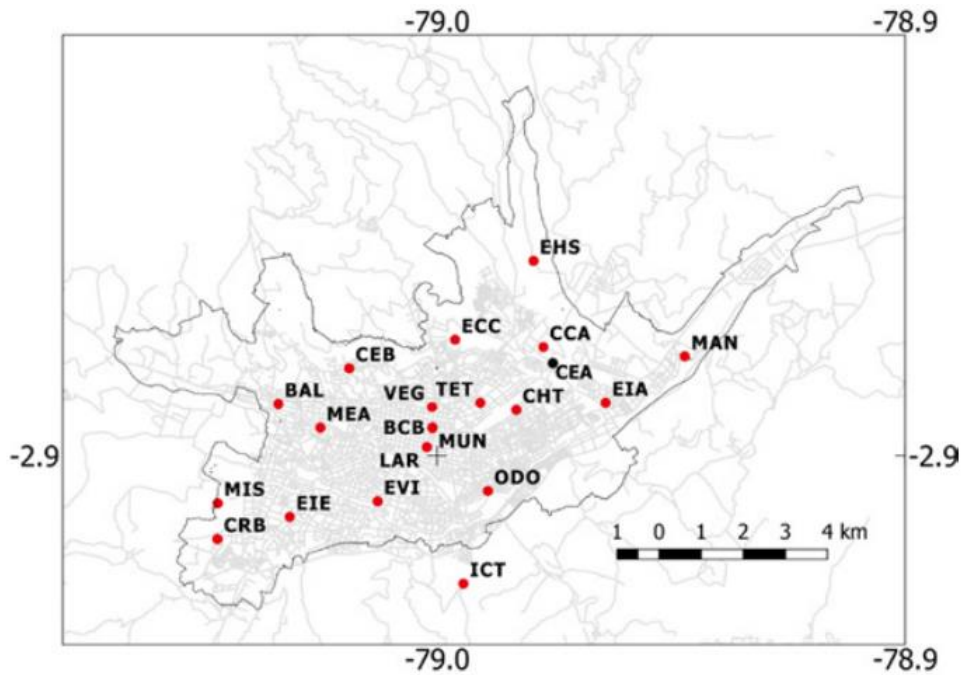 -79.0 -78.9
EHS
ECC
CCA
MAN
CEB
CEA
BAL
VEG TET
EIA
MEA
CHT
BCB
MUN
-2.9 -2.9
LAR
ODO
MIS
EVI
EIE
CRB
1 0 1 2 3 4 km
ICT
-79.0 -78.9